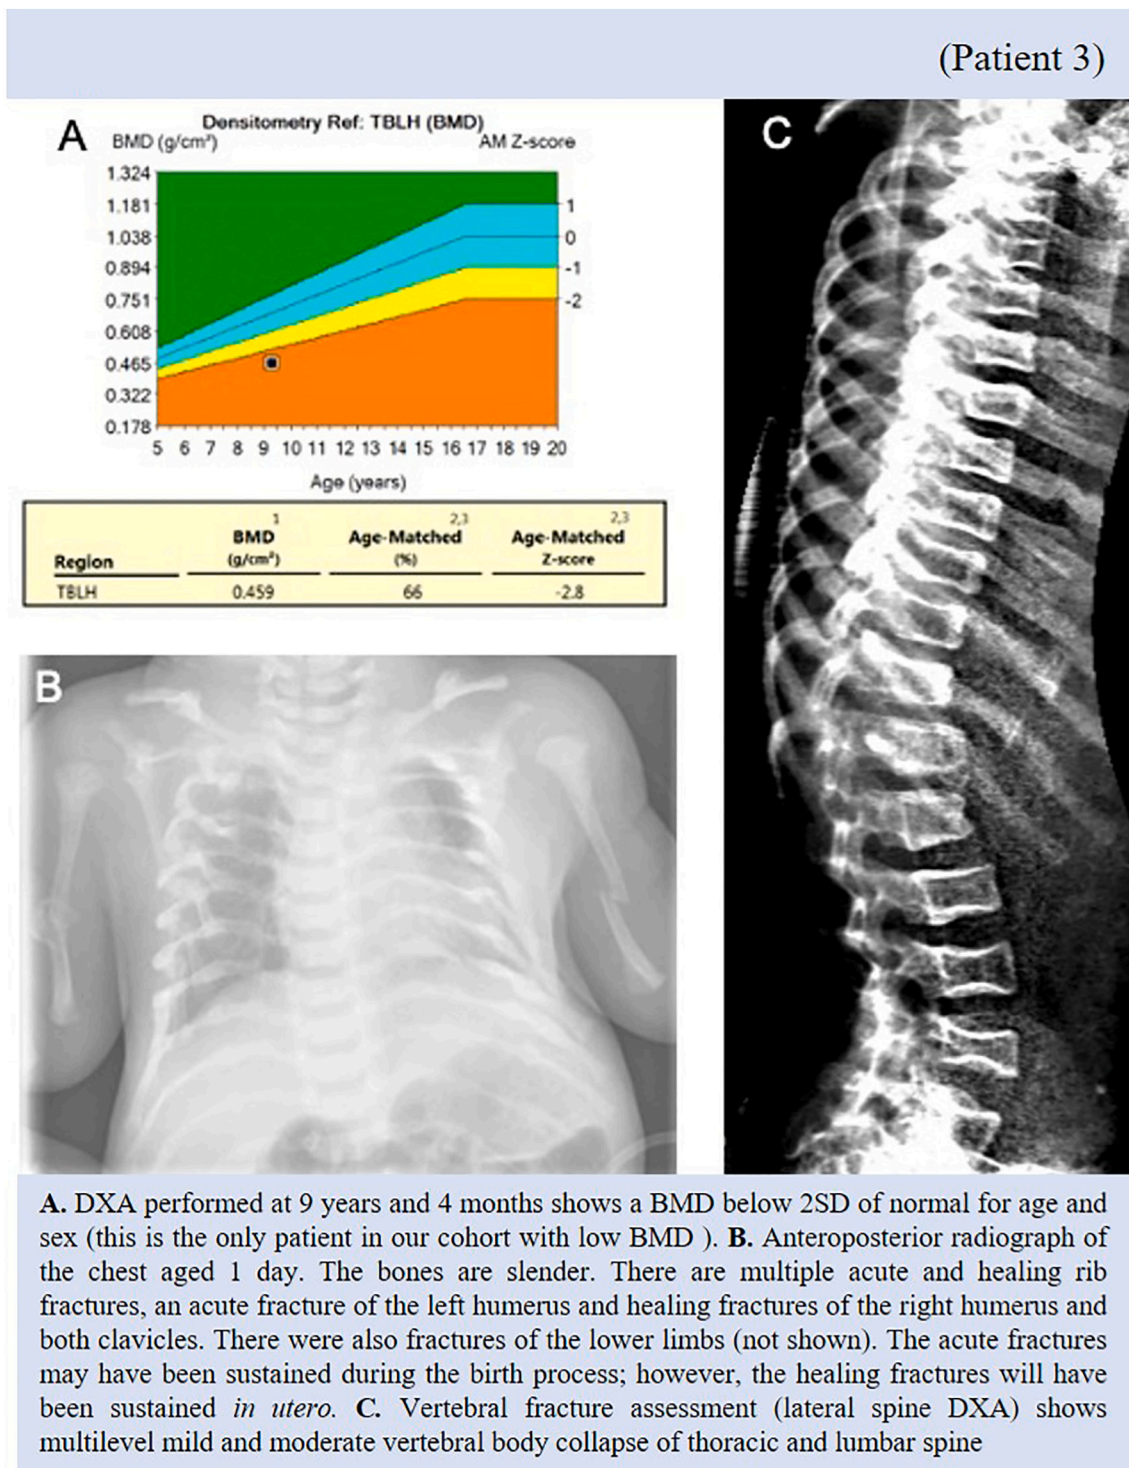 (Patient 3)
A
Densitometry Ref: TBLH (BMD)
BMD (g/cm²) AM Z-score
1.324
1.181 1
1.038 0
0.894 -1
0.751 -2
0.608
0.465
0.322
0.178
5 6 7 8 9 10 11 12 13 14 15 16 17 18 19 20
Age (years)
1 2,3 2,3
BMD Age-Matched Age-Matched
Region (g/cm²) (%) Z-score
TBLH 0.459 66 -2.8
B
C
A. DXA performed at 9 years and 4 months shows a BMD below 2SD of normal for age and
sex (this is the only patient in our cohort with low BMD ). B. Anteroposterior radiograph of
the chest aged 1 day. The bones are slender. There are multiple acute and healing rib
fractures, an acute fracture of the left humerus and healing fractures of the right humerus and
both clavicles. There were also fractures of the lower limbs (not shown). The acute fractures
may have been sustained during the birth process; however, the healing fractures will have
been sustained in utero. C. Vertebral fracture assessment (lateral spine DXA) shows
multilevel mild and moderate vertebral body collapse of thoracic and lumbar spine